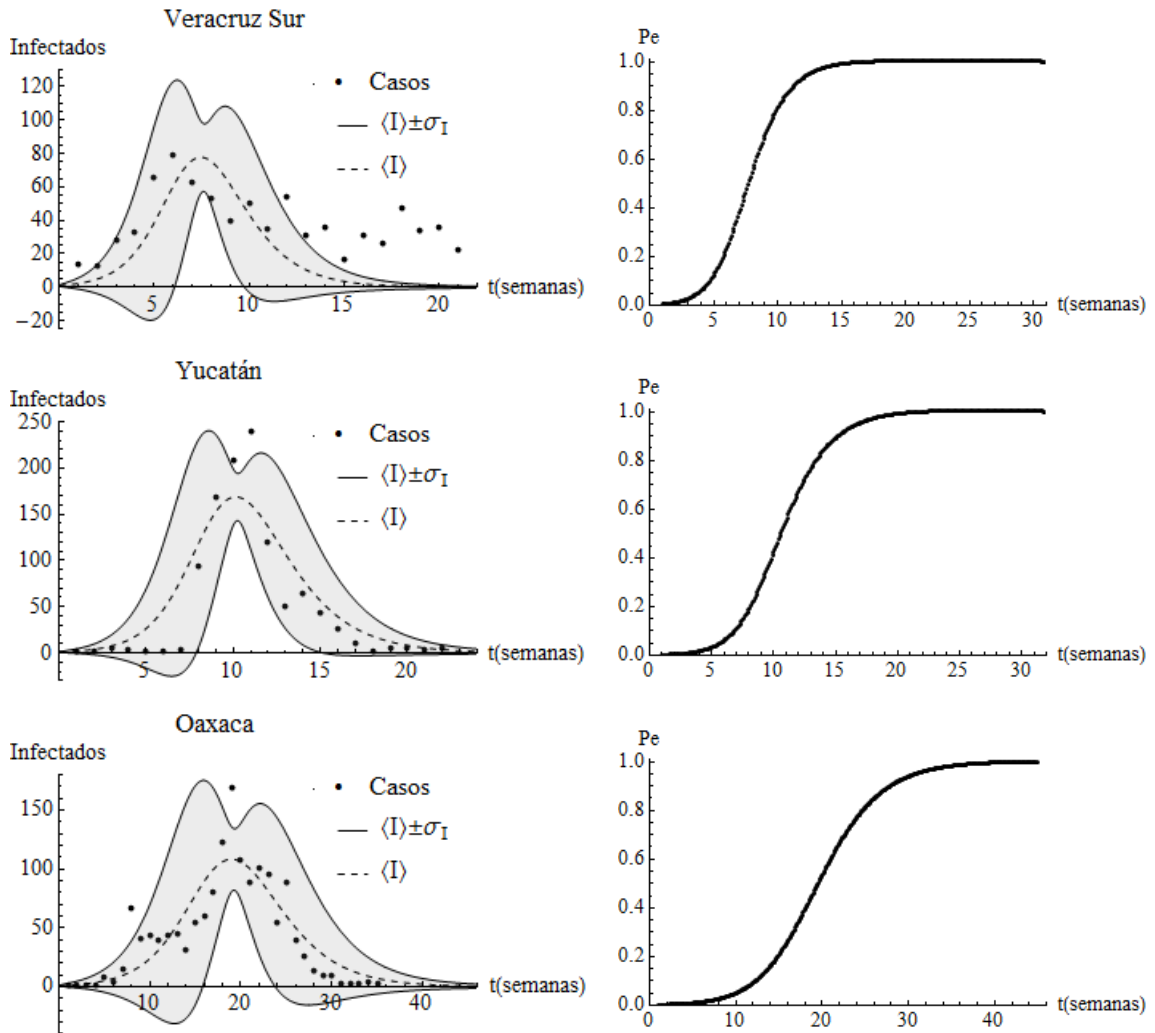 Veracruz Sur
Infectados
120
100
80
60
40
20
0
−20
5
10
15
20
t(semanas)
Casos
⟨I⟩±σI
⟨I⟩
Pe
1.0
0.8
0.6
0.4
0.2
0.0
0
5
10
15
20
25
30
t(semanas)
Yucatán
Infectados
250
200
150
100
50
0
5
10
15
20
t(semanas)
Casos
⟨I⟩±σI
⟨I⟩
Pe
1.0
0.8
0.6
0.4
0.2
0.0
0
5
10
15
20
25
30
t(semanas)
Oaxaca
Infectados
150
100
50
0
10
20
30
40
t(semanas)
Casos
⟨I⟩±σI
⟨I⟩
Pe
1.0
0.8
0.6
0.4
0.2
0.0
0
10
20
30
40
t(semanas)